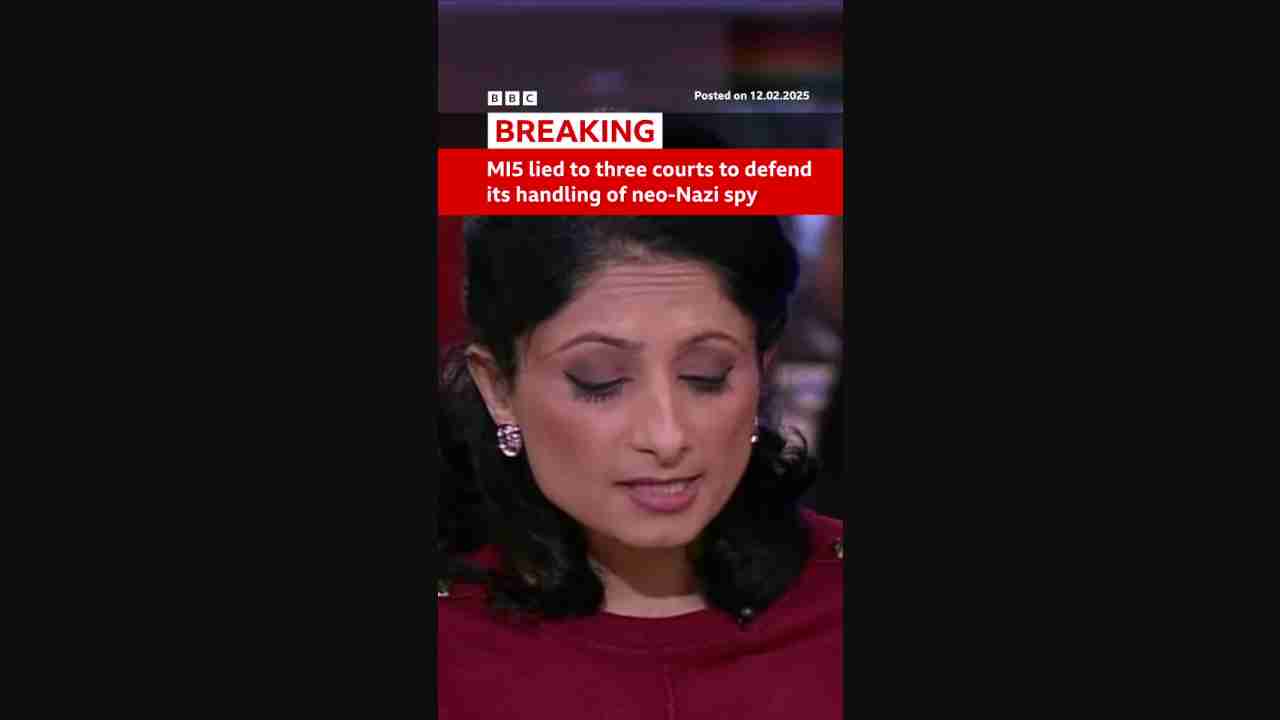 BBC
Posted on 12.02.2025
BREAKING
MI5 lied to three courts to defend
its handling of neo-Nazi spy